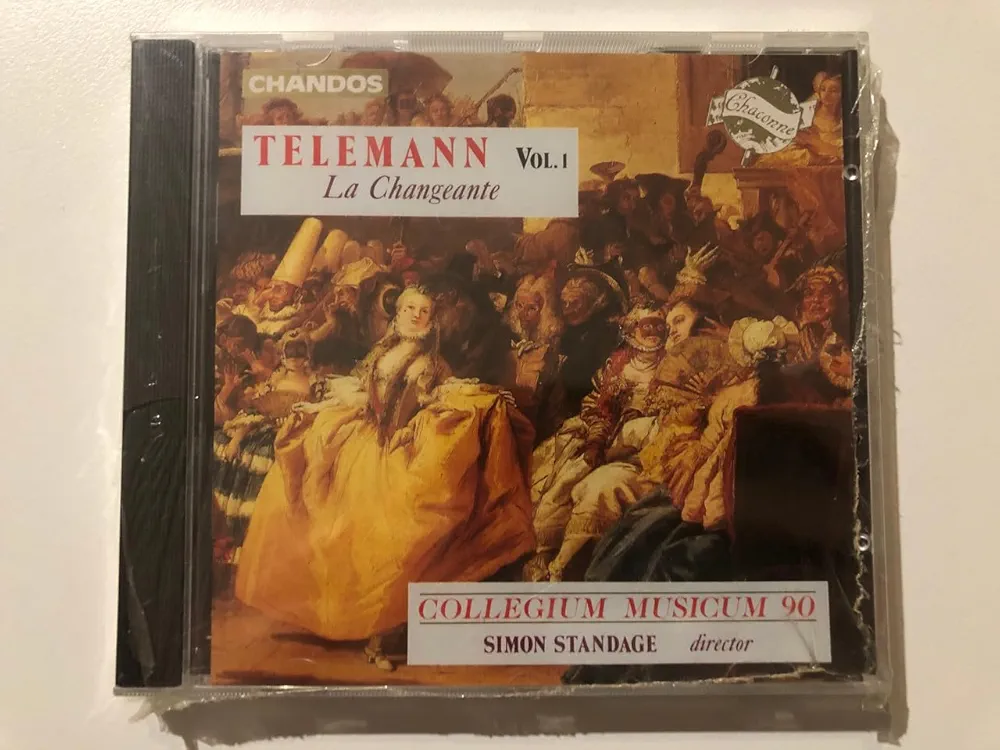 CHANDOS
Chaconne
TELEMANN VOL.1
La Changeante
COLLEGIUM MUSICUM 90
SIMON STANDAGE director